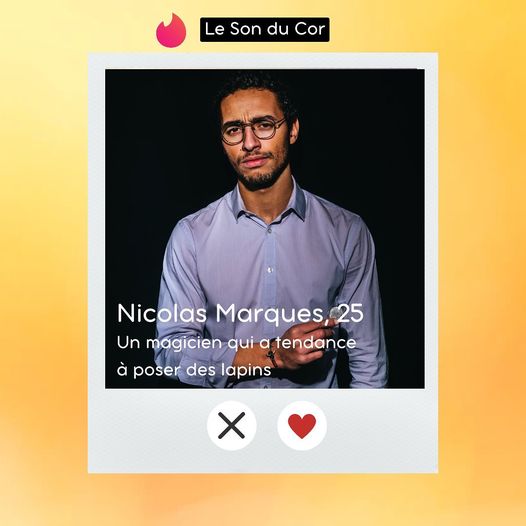 Le Son du Cor
Nicolas Marques, 25
Un magicien qui a tendance
à poser des lapins